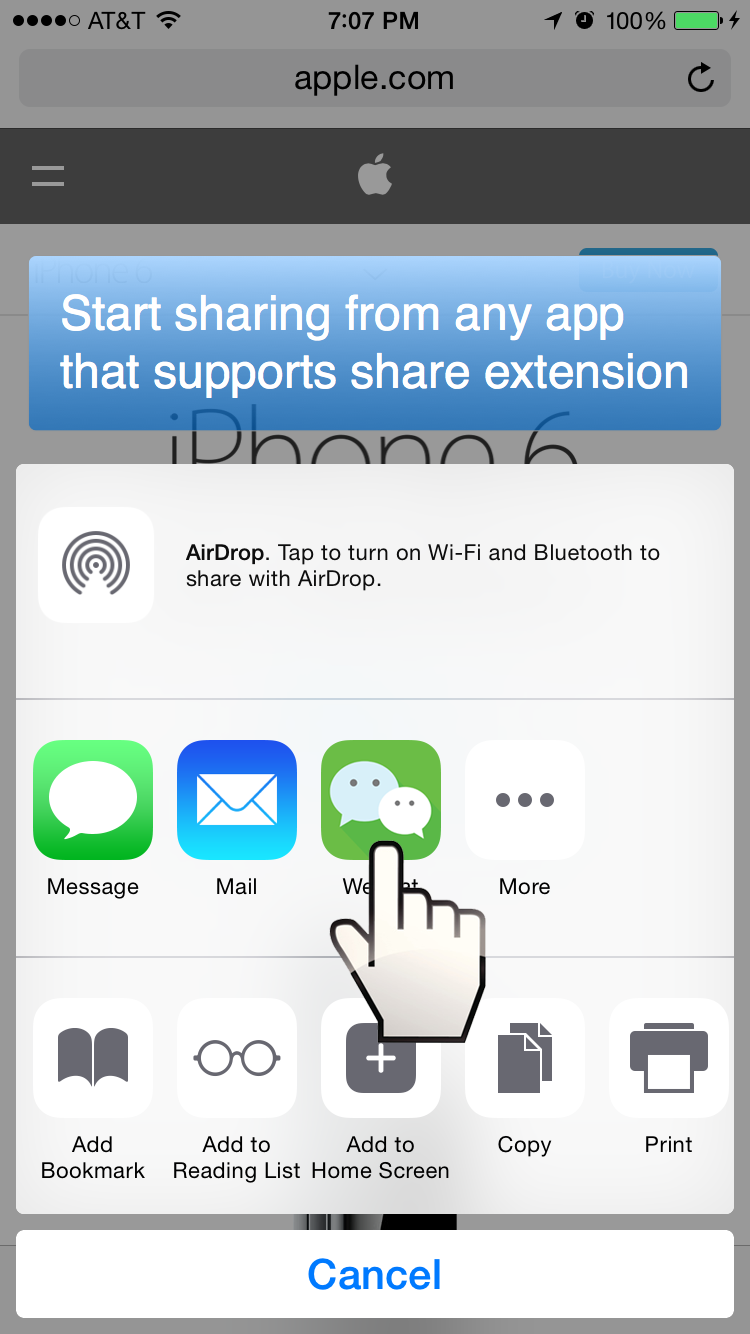 AT&T 7:07 PM 100%
apple.com
iPhone 6
Start sharing from any app
that supports share extension
iPhone 6
AirDrop. Tap to turn on Wi-Fi and Bluetooth to
share with AirDrop.
Message Mail WeChat More
Add Add to Add to Copy Print
Bookmark Reading List Home Screen
Cancel